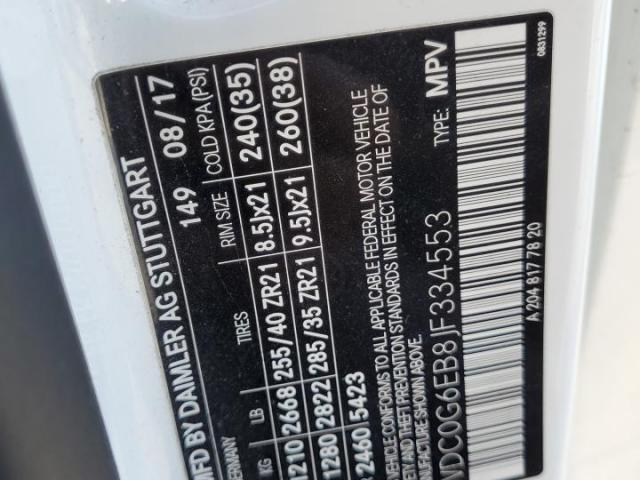 MFD BY DAIMLER AG STUTTGART
GERMANY 149 08/17
KG LB TIRES RIM SIZE COLD KPA (PSI)
1210 2668 255/40 ZR21 8.5Jx21 240(35)
1280 2822 285/35 ZR21 9.5Jx21 260(38)
2460 5423
VEHICLE CONFORMS TO ALL APPLICABLE FEDERAL MOTOR VEHICLE
AND THEFT PREVENTION STANDARDS IN EFFECT ON THE DATE OF
MANUFACTURE SHOWN ABOVE.
WDC0G6EB8JF334553 TYPE: MPV
A 204 817 78 20 0831299